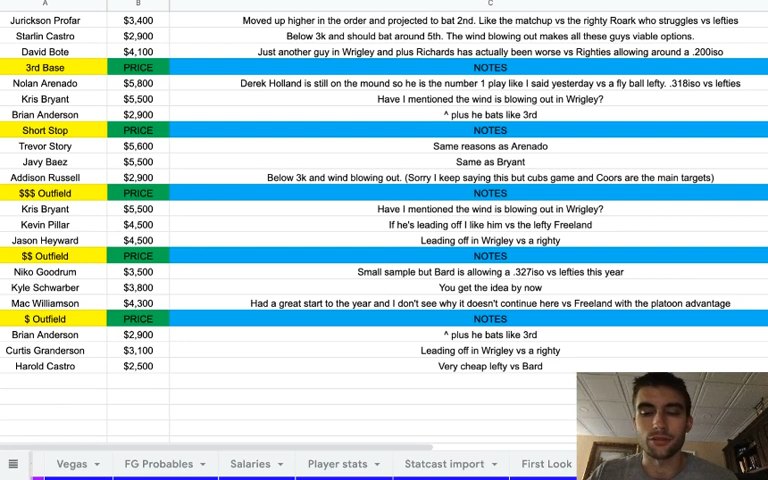 A B C
Jurickson Profar $3,400 Moved up higher in the order and projected to bat 2nd. Like the matchup vs the righty Roark who struggles vs lefties
Starlin Castro $2,900 Below 3k and should bat around 5th. The wind blowing out makes all these guys viable options.
David Bote $4,100 Just another guy in Wrigley and plus Richards has actually been worse vs Righties allowing around a .200iso
3rd Base PRICE NOTES
Nolan Arenado $5,800 Derek Holland is still on the mound so he is the number 1 play like I said yesterday vs a fly ball lefty. .318iso vs lefties
Kris Bryant $5,500 Have I mentioned the wind is blowing out in Wrigley?
Brian Anderson $2,900 ^ plus he bats like 3rd
Short Stop PRICE NOTES
Trevor Story $5,600 Same reasons as Arenado
Javy Baez $5,500 Same as Bryant
Addison Russell $2,900 Below 3k and wind blowing out. (Sorry I keep saying this but cubs game and Coors are the main targets)
$$$ Outfield PRICE NOTES
Kris Bryant $5,500 Have I mentioned the wind is blowing out in Wrigley?
Kevin Pillar $4,500 If he's leading off I like him vs the lefty Freeland
Jason Heyward $4,500 Leading off in Wrigley vs a righty
$$ Outfield PRICE NOTES
Niko Goodrum $3,500 Small sample but Bard is allowing a .327iso vs lefties this year
Kyle Schwarber $3,800 You get the idea by now
Mac Williamson $4,300 Had a great start to the year and I don't see why it doesn't continue here vs Freeland with the platoon advantage
$ Outfield PRICE NOTES
Brian Anderson $2,900 ^ plus he bats like 3rd
Curtis Granderson $3,100 Leading off in Wrigley vs a righty
Harold Castro $2,500 Very cheap lefty vs Bard
Vegas FG Probables Salaries Player stats Statcast import First Look